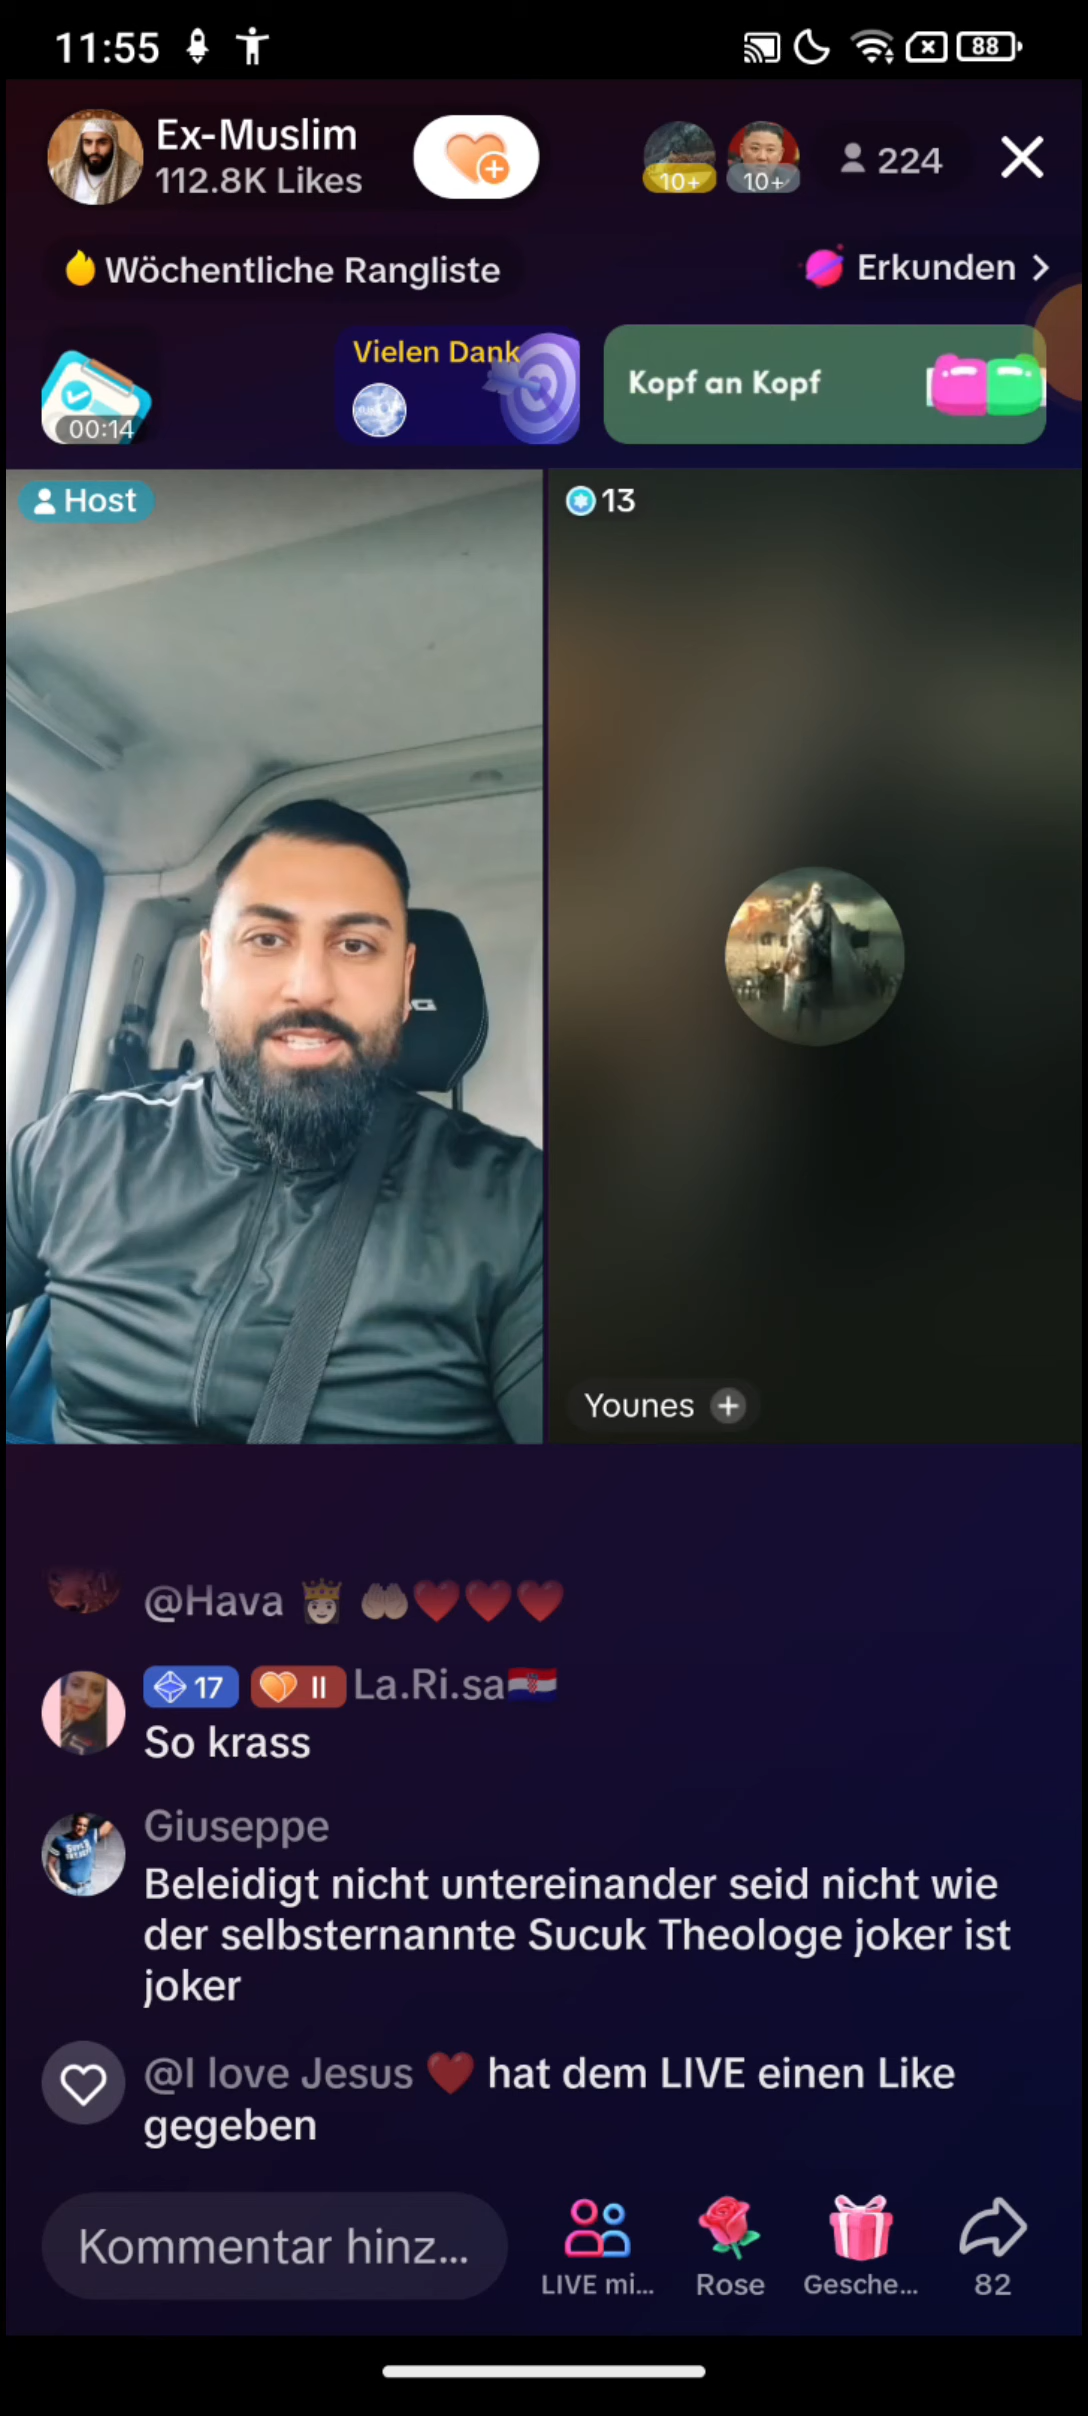 11:55
88
Ex-Muslim
112.8K Likes
10+
10+
224
Wöchentliche Rangliste
Erkunden
00:14
Vielen Dank
Kopf an Kopf
Host
13
Younes
@Hava
17
II
La.Ri.sa
So krass
Giuseppe
Beleidigt nicht untereinander seid nicht wie
der selbsternannte Sucuk Theologe joker ist
joker
@I love Jesus ❤️ hat dem LIVE einen Like
gegeben
Kommentar hinz...
LIVE mi...
Rose
Gesche...
82